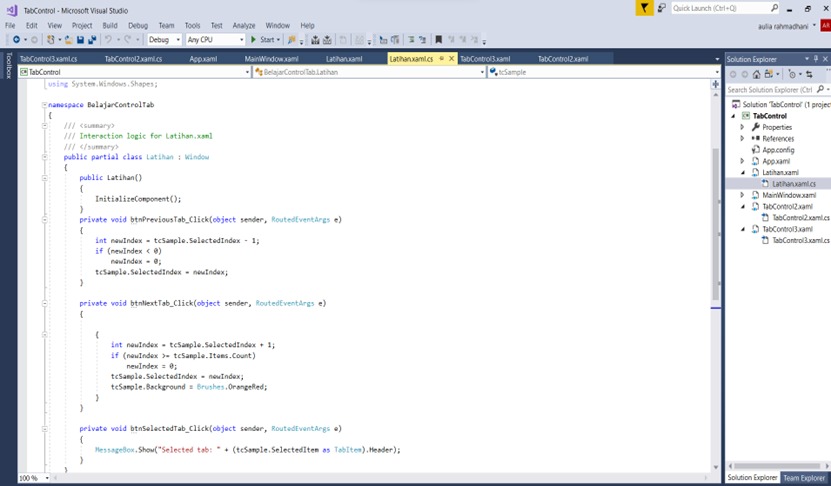 TabControl - Microsoft Visual Studio
Quick Launch (Ctrl+Q)
File Edit View Project Build Debug Team Tools Test Analyze Window Help
aulia rahmadhani AR
Debug Any CPU Start
Toolbox
TabControl3.xaml.cs TabControl2.xaml.cs App.xaml MainWindow.xaml Latihan.xaml Latihan.xaml.cs TabControl3.xaml TabControl2.xaml
TabControl BelajarControlTab.Latihan tcSample
using System.Windows.Shapes;
namespace BelajarControlTab
{
/// <summary>
/// Interaction logic for Latihan.xaml
/// </summary>
public partial class Latihan : Window
{
public Latihan()
{
InitializeComponent();
}
private void btnPreviousTab_Click(object sender, RoutedEventArgs e)
{
int newIndex = tcSample.SelectedIndex - 1;
if (newIndex < 0)
newIndex = 0;
tcSample.SelectedIndex = newIndex;
}
private void btnNextTab_Click(object sender, RoutedEventArgs e)
{
{
int newIndex = tcSample.SelectedIndex + 1;
if (newIndex >= tcSample.Items.Count)
newIndex = 0;
tcSample.SelectedIndex = newIndex;
tcSample.Background = Brushes.OrangeRed;
}
}
private void btnSelectedTab_Click(object sender, RoutedEventArgs e)
{
MessageBox.Show("Selected tab: " + (tcSample.SelectedItem as TabItem).Header);
}
}
100 %
Solution Explorer
Search Solution Explorer (Ctrl
Solution 'TabControl' (1 projec
TabControl
Properties
References
App.config
App.xaml
Latihan.xaml
Latihan.xaml.cs
MainWindow.xaml
TabControl2.xaml
TabControl2.xaml.cs
TabControl3.xaml
TabControl3.xaml.cs
Solution Explorer Team Explorer